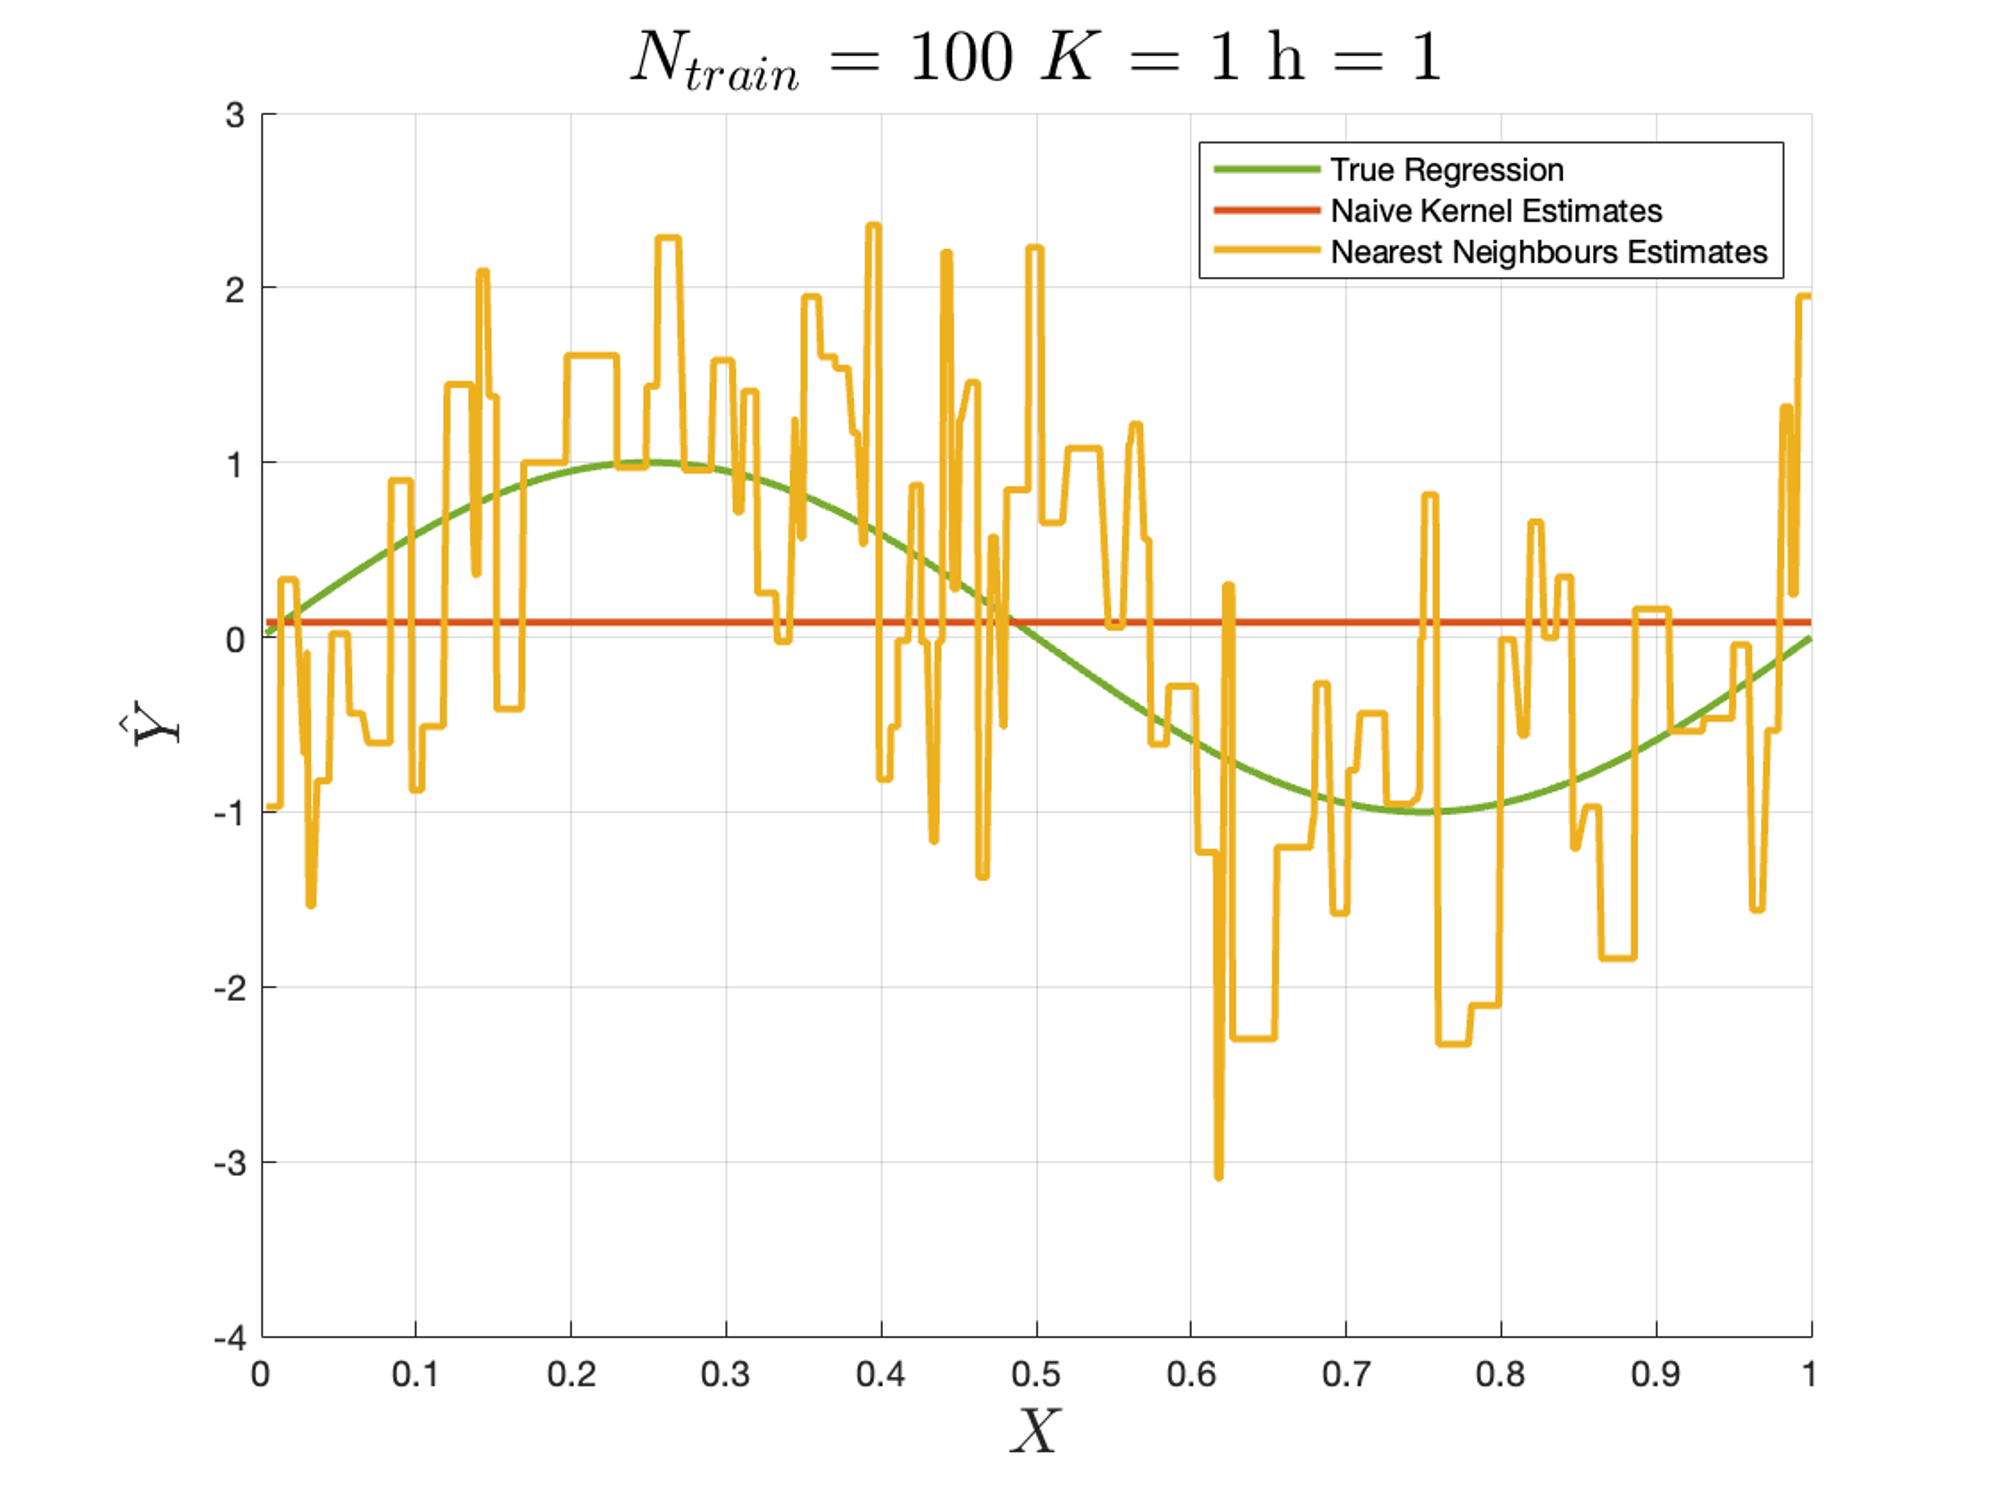 N_{train} = 100 K = 1 h = 1
3
2
1
0
-1
-2
-3
-4
True Regression
Naive Kernel Estimates
Nearest Neighbours Estimates
Ŷ
0 0.1 0.2 0.3 0.4 0.5 0.6 0.7 0.8 0.9 1
X